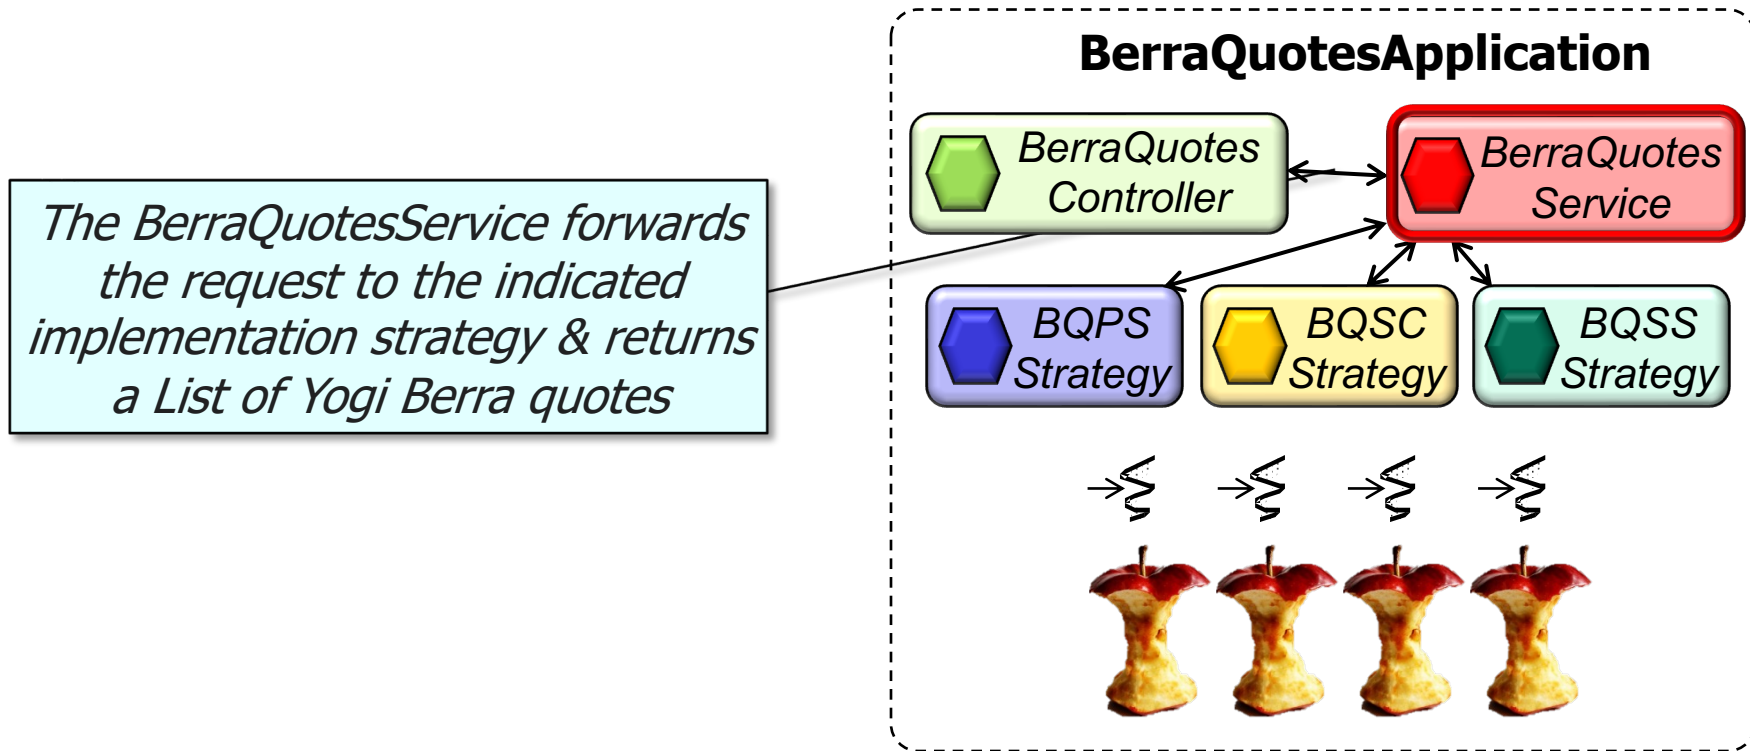 BerraQuotesApplication
BerraQuotes
Controller
BerraQuotes
Service
The BerraQuotesService forwards
the request to the indicated
implementation strategy & returns
a List of Yogi Berra quotes
BQPS
Strategy
BQSC
Strategy
BQSS
Strategy